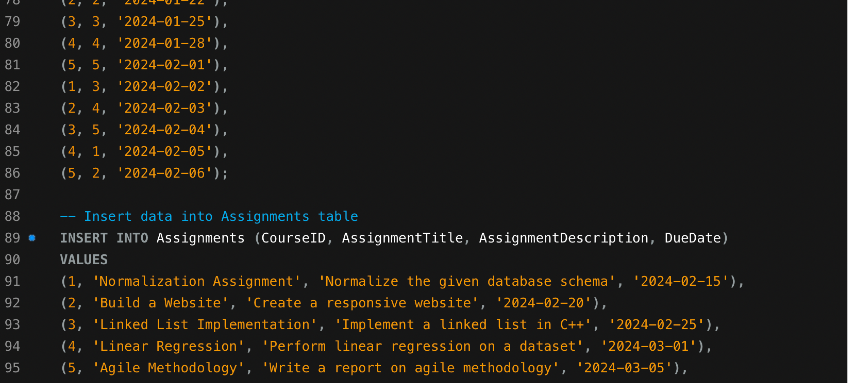 78 (2, 2, '2024-01-22'),
79 (3, 3, '2024-01-25'),
80 (4, 4, '2024-01-28'),
81 (5, 5, '2024-02-01'),
82 (1, 3, '2024-02-02'),
83 (2, 4, '2024-02-03'),
84 (3, 5, '2024-02-04'),
85 (4, 1, '2024-02-05'),
86 (5, 2, '2024-02-06');
87
88 -- Insert data into Assignments table
89 INSERT INTO Assignments (CourseID, AssignmentTitle, AssignmentDescription, DueDate)
90 VALUES
91 (1, 'Normalization Assignment', 'Normalize the given database schema', '2024-02-15'),
92 (2, 'Build a Website', 'Create a responsive website', '2024-02-20'),
93 (3, 'Linked List Implementation', 'Implement a linked list in C++', '2024-02-25'),
94 (4, 'Linear Regression', 'Perform linear regression on a dataset', '2024-03-01'),
95 (5, 'Agile Methodology', 'Write a report on agile methodology', '2024-03-05'),